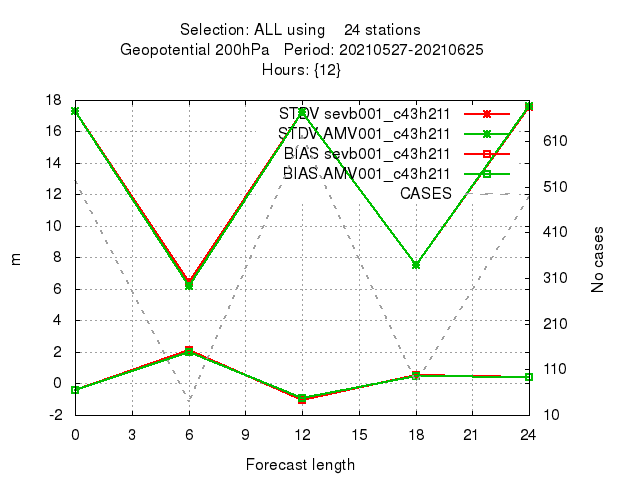 Selection: ALL using    24 stations
Geopotential 200hPa   Period: 20210527-20210625
Hours: {12}
18
16
14
12
10
8
6
4
2
0
-2
m
STDV sevb001_c43h211
STDV AMV001_c43h211
BIAS sevb001_c43h211
BIAS AMV001_c43h211
CASES
610
510
410
310
210
110
10
No cases
0 3 6 9 12 15 18 21 24
Forecast length